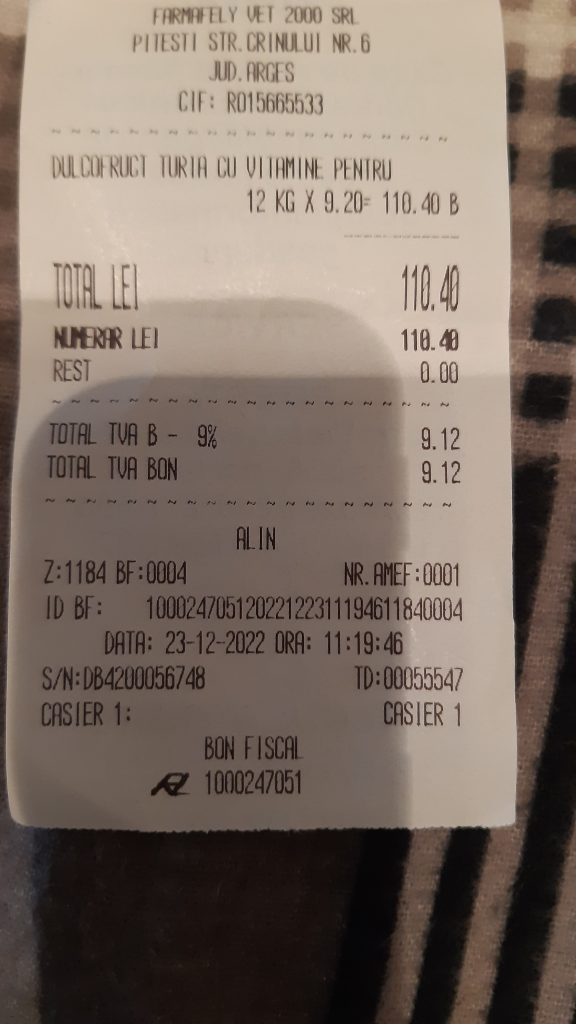 FARMAFELY VET 2000 SRL
PITESTI STR.CRINULUI NR.6
JUD.ARGES
CIF: RO15665533
DULCOFRUCT TURTA CU VITAMINE PENTRU
12 KG X 9.20= 110.40 B
TOTAL LEI 110.40
NUMERAR LEI 110.40
REST 0.00
TOTAL TVA B - 9% 9.12
TOTAL TVA BON 9.12
ALIN
Z:1184 BF:0004 NR.AMEF:0001
ID BF: 10002470512022122311194611840004
DATA: 23-12-2022 ORA: 11:19:46
S/N:DB4200056748 TD:00055547
CASIER 1: CASIER 1
BON FISCAL
1000247051